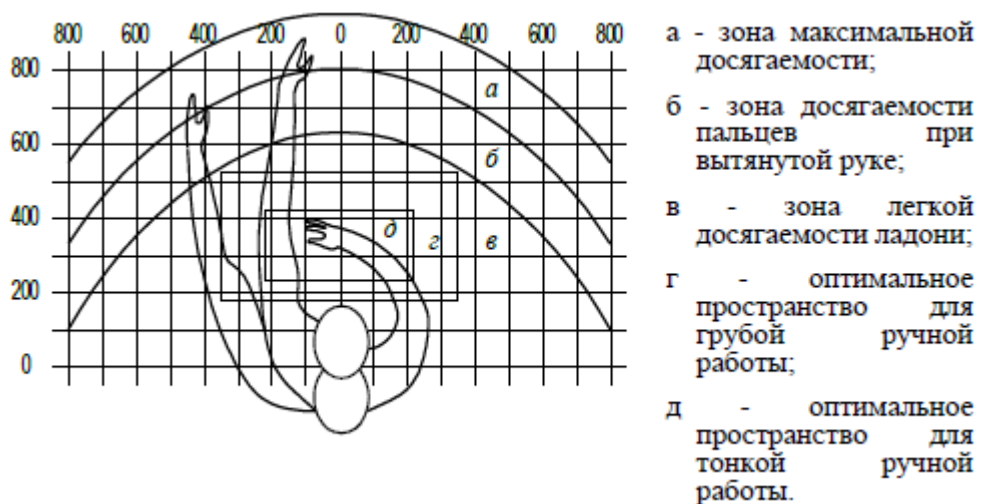 800 600 400 200 0 200 400 600 800
800
600
400
200
0
а
б
в
г
д
а - зона максимальной
досягаемости;
б - зона досягаемости
пальцев при
вытянутой руке;
в - зона легкой
досягаемости ладони;
г - оптимальное
пространство для
грубой ручной
работы;
д - оптимальное
пространство для
тонкой ручной
работы.